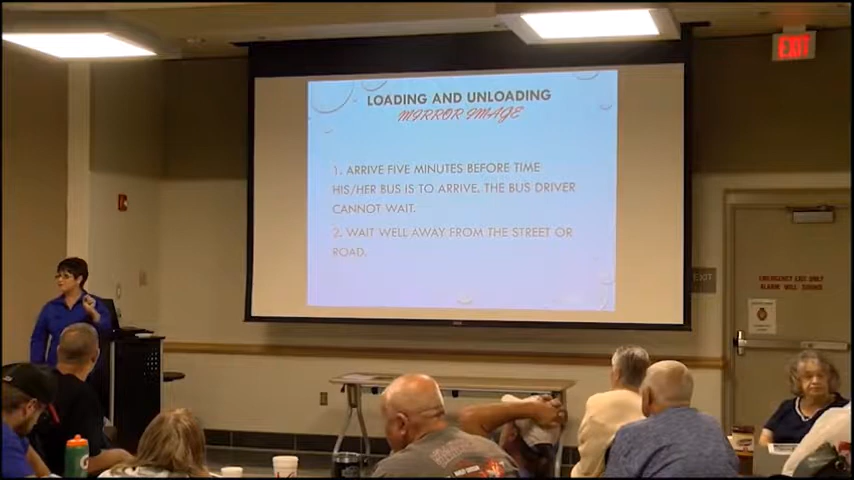 EXIT
LOADING AND UNLOADING
MIRROR IMAGE
1. ARRIVE FIVE MINUTES BEFORE TIME
HIS/HER BUS IS TO ARRIVE. THE BUS DRIVER
CANNOT WAIT.
2. WAIT WELL AWAY FROM THE STREET OR
ROAD.
EXIT
EMERGENCY EXIT ONLY
ALARM WILL SOUND